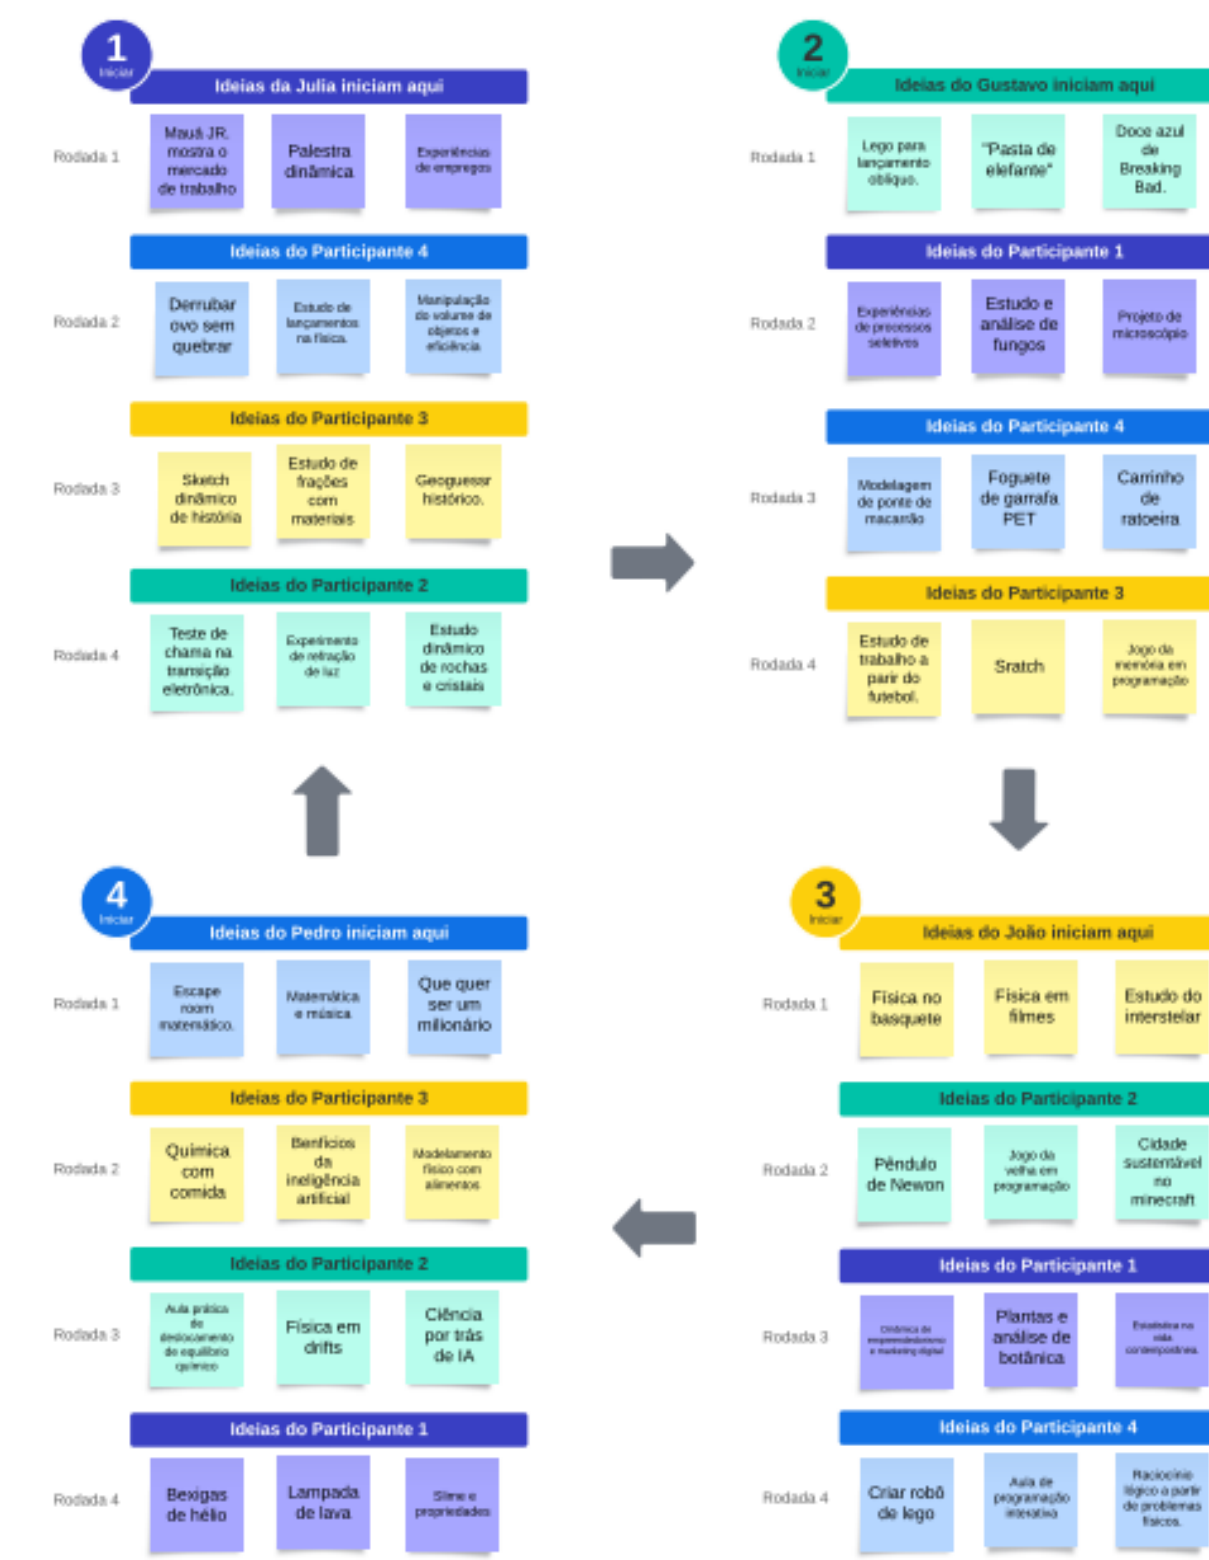 1
Iniciar
Ideias da Julia iniciam aqui
Rodada 1
Mauá JR.
mostra o
mercado
de trabalho
Palestra
dinâmica
Experiências
de empregos
Ideias do Participante 4
Rodada 2
Derrubar
ovo sem
quebrar
Estudo de
lançamentos
na física.
Manipulação
do volume de
objetos e
eficiência
Ideias do Participante 3
Rodada 3
Sketch
dinâmico
de história
Estudo de
frações
com
materiais
Geoguessr
histórico.
Ideias do Participante 2
Rodada 4
Teste de
chama na
transição
eletrônica.
Experimento
de refração
de luz
Estudo
dinâmico
de rochas
e cristais
2
Iniciar
Ideias do Gustavo iniciam aqui
Rodada 1
Lego para
lançamento
oblíquo.
"Pasta de
elefante"
Doce azul
de
Breaking
Bad.
Ideias do Participante 1
Rodada 2
Experiências
de processos
seletivos
Estudo e
análise de
fungos
Projeto de
microscópio
Ideias do Participante 4
Rodada 3
Modelagem
de ponte de
macarrão
Foguete
de garrafa
PET
Carrinho
de
ratoeira
Ideias do Participante 3
Rodada 4
Estudo de
trabalho a
parir do
futebol.
Sratch
Jogo da
memória em
programação
4
Iniciar
Ideias do Pedro iniciam aqui
Rodada 1
Escape
room
matemático.
Matemática
e música
Que quer
ser um
milionário
Ideias do Participante 3
Rodada 2
Química
com
comida
Benfícios
da
ineligência
artificial
Modelamento
físico com
alimentos
Ideias do Participante 2
Rodada 3
Aula prática
de
deslocamento
de equilíbrio
químico
Física em
drifts
Ciência
por trás
de IA
Ideias do Participante 1
Rodada 4
Bexigas
de hélio
Lampada
de lava
Slime e
propriedades
3
Iniciar
Ideias do João iniciam aqui
Rodada 1
Física no
basquete
Física em
filmes
Estudo do
interstelar
Ideias do Participante 2
Rodada 2
Pêndulo
de Newon
Jogo da
velha em
programação
Cidade
sustentável
no
minecraft
Ideias do Participante 1
Rodada 3
Dinâmica de
empreendedorismo
e marketing digital
Plantas e
análise de
botânica
Estatística na
vida
contemporânea.
Ideias do Participante 4
Rodada 4
Criar robô
de lego
Aula de
programação
interativa
Raciocínio
lógico a partir
de problemas
físicos.